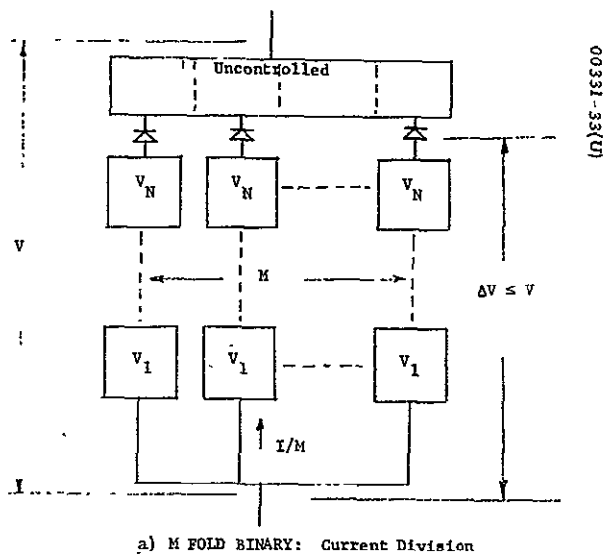 Uncontrolled
00331-33(U)
V_N V_N V_N
V
M
ΔV ≤ V
V_1 V_1 V_1
I/M
a) M FOLD BINARY: Current Division